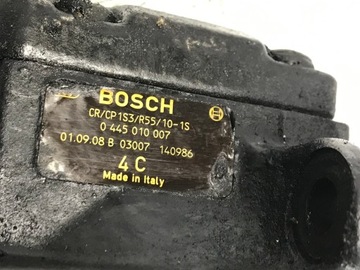 BOSCH
CR/CP1S3/R55/10-1S
0 445 010 007
01.09.08 B 03007 140986
4 C
Made in Italy